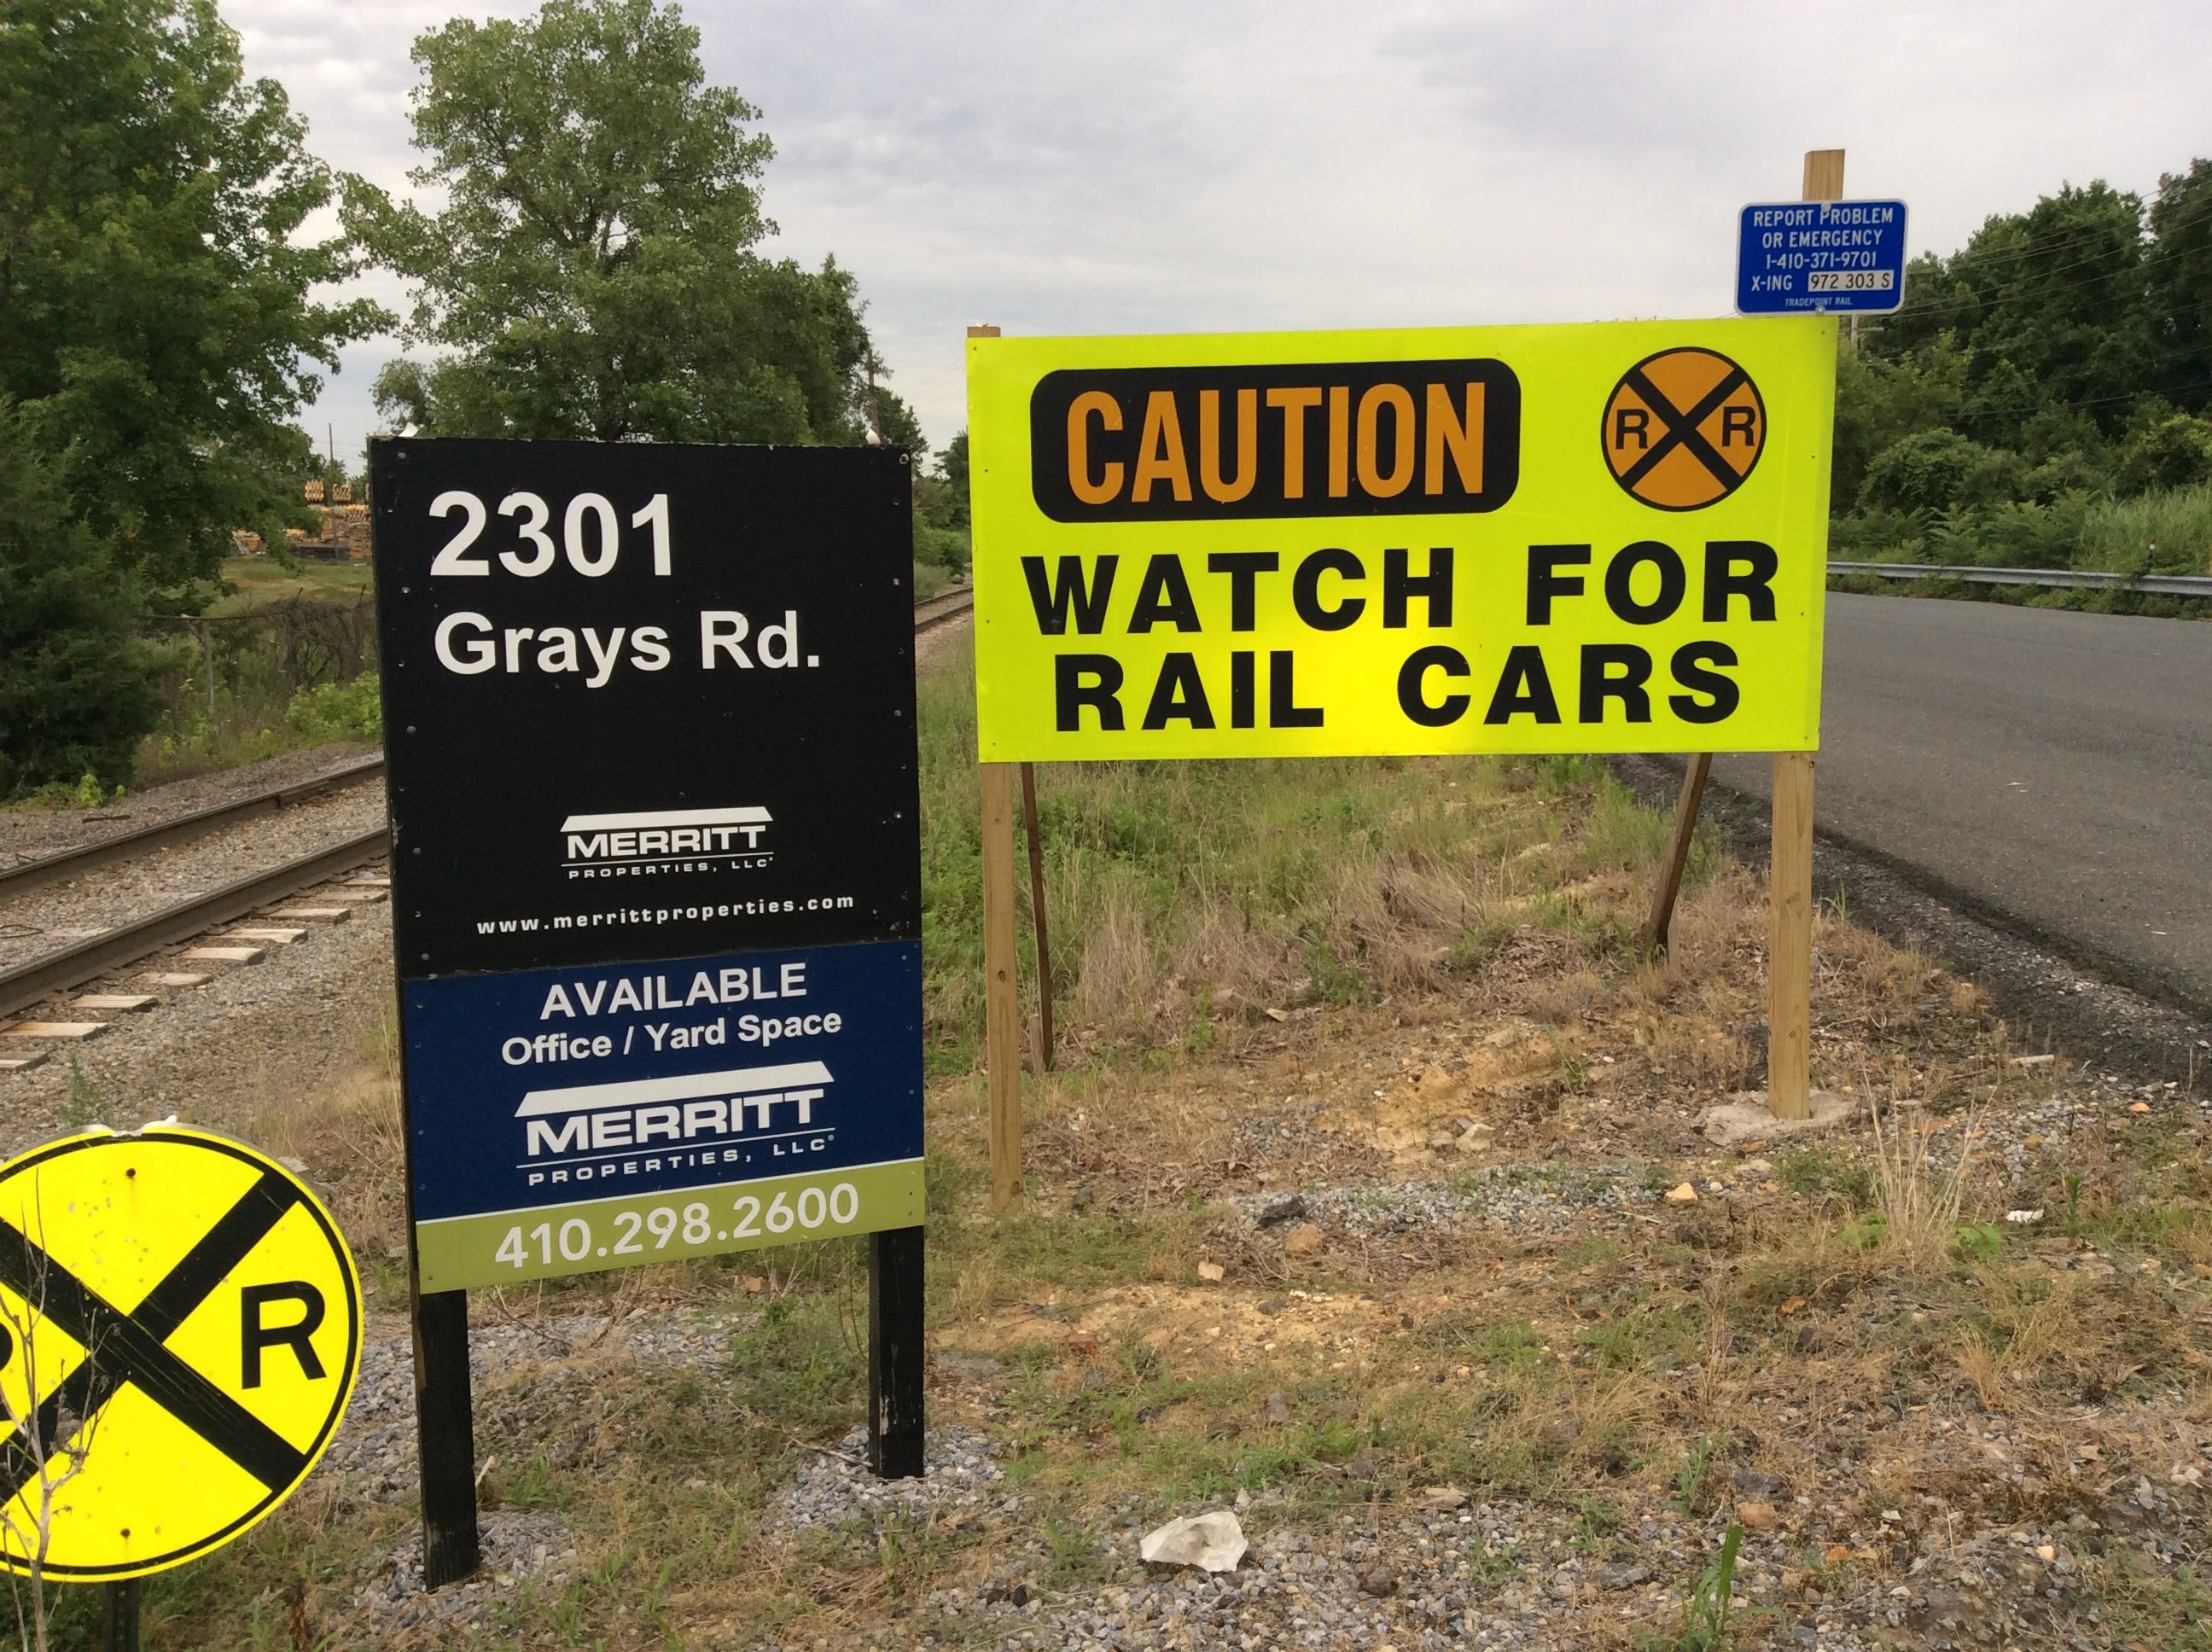 2301
Grays Rd.
MERRITT
PROPERTIES, LLC
www.merrittproperties.com
AVAILABLE
Office / Yard Space
MERRITT
PROPERTIES, LLC
410.298.2600
REPORT PROBLEM
OR EMERGENCY
1-410-371-9701
X-ING 972 303 S
TRADEPOINT RAIL
CAUTION
R R
WATCH FOR
RAIL CARS
R